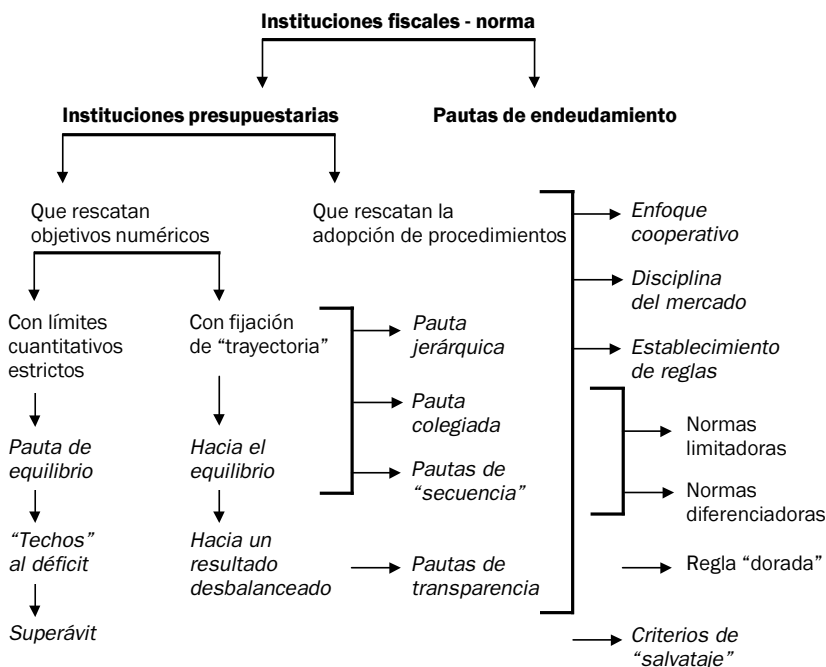 Instituciones fiscales - norma
Instituciones presupuestarias
Pautas de endeudamiento
Que rescatan
objetivos numéricos
Que rescatan la
adopción de procedimientos
Con límites
cuantitativos
estrictos
Pauta de
equilibrio
“Techos”
al déficit
Superávit
Con fijación
de “trayectoria”
Hacia el
equilibrio
Hacia un
resultado
desbalanceado
Pauta
jerárquica
Pauta
colegiada
Pautas de
“secuencia”
Pautas de
transparencia
Enfoque
cooperativo
Disciplina
del mercado
Establecimiento
de reglas
Normas
limitadoras
Normas
diferenciadoras
Regla “dorada”
Criterios de
“salvataje”